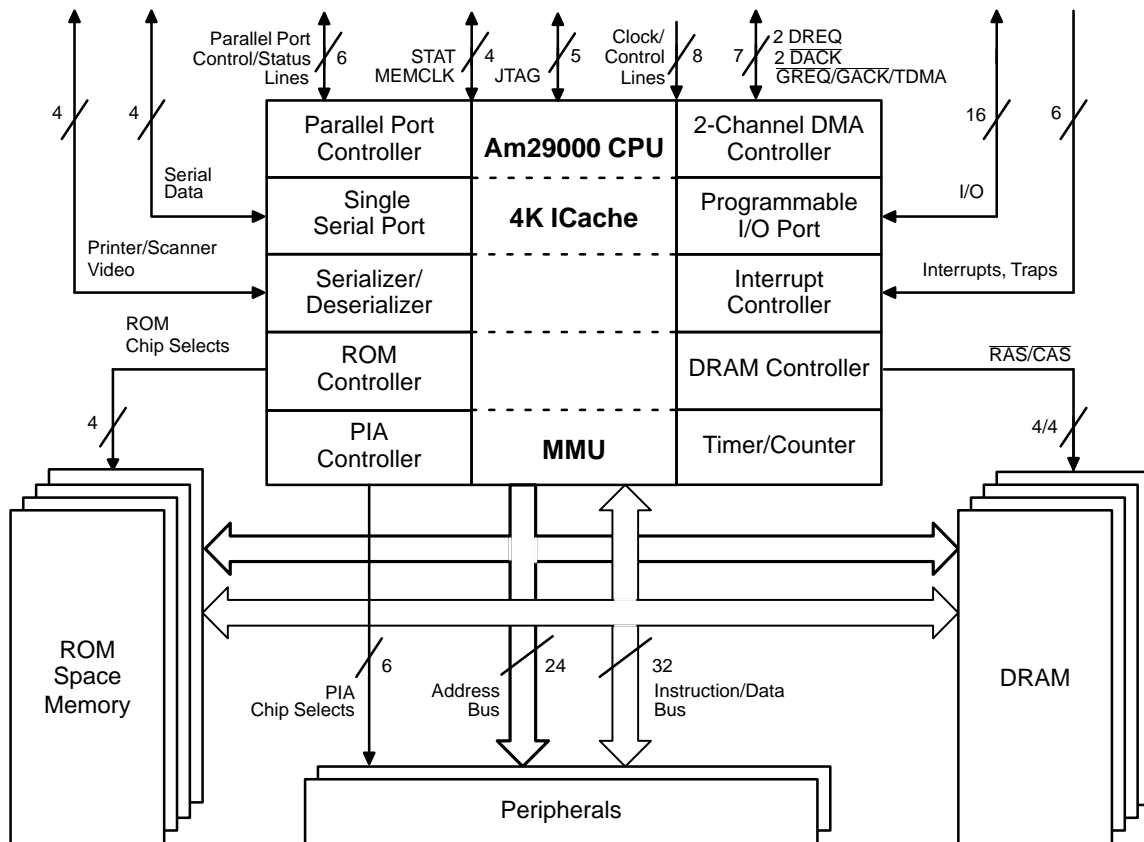 Parallel Port
Control/Status
Lines
6
STAT
MEMCLK
4
JTAG
5
Clock/
Control
Lines
8
7
2 DREQ
2 DACK
GREQ/GACK/TDMA
4
4
16
6
Parallel Port
Controller
Am29000 CPU
2-Channel DMA
Controller
Serial
Data
Single
Serial Port
4K ICache
Programmable
I/O Port
I/O
Printer/Scanner
Video
Serializer/
Deserializer
Interrupt
Controller
Interrupts, Traps
ROM
Chip Selects
ROM
Controller
DRAM Controller
RAS/CAS
4
PIA
Controller
MMU
Timer/Counter
4/4
ROM
Space
Memory
6
PIA
Chip Selects
24
Address
Bus
32
Instruction/Data
Bus
DRAM
Peripherals